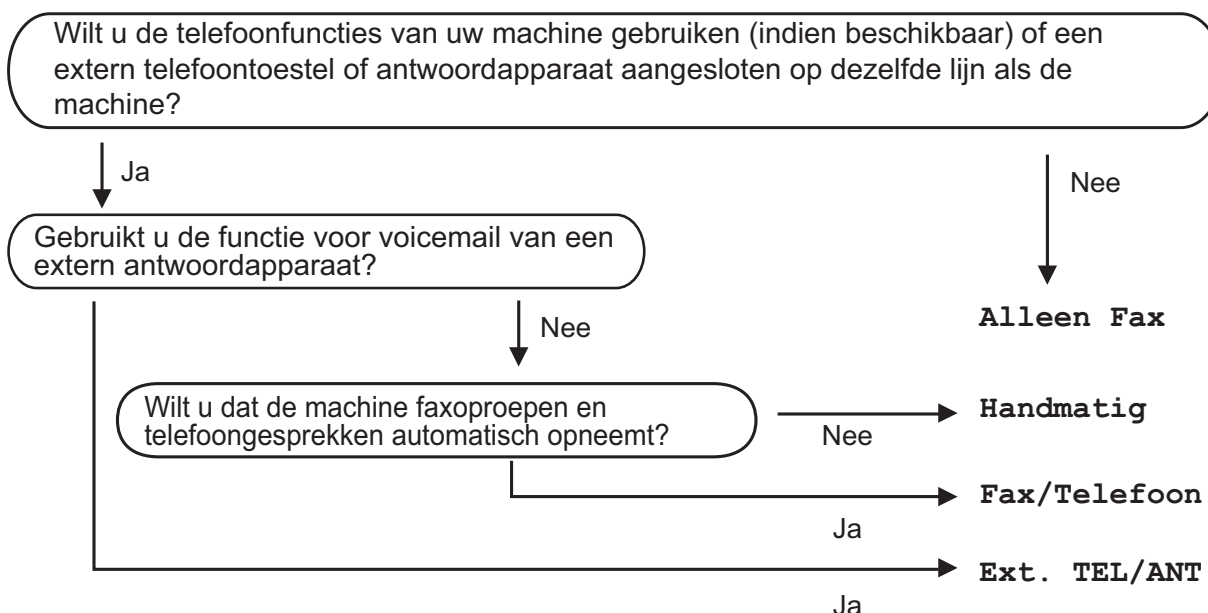 Wilt u de telefoonfuncties van uw machine gebruiken (indien beschikbaar) of een
extern telefoontoestel of antwoordapparaat aangesloten op dezelfde lijn als de
machine?
Ja
Nee
Gebruikt u de functie voor voicemail van een
extern antwoordapparaat?
Nee
Alleen Fax
Wilt u dat de machine faxoproepen en
telefoongesprekken automatisch opneemt?
Nee
Handmatig
Ja
Fax/Telefoon
Ja
Ext. TEL/ANT